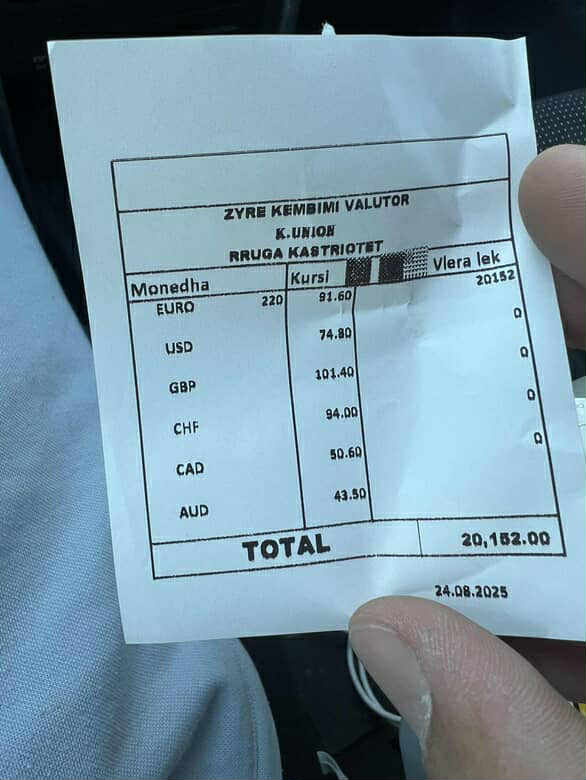 ZYRE KEMBIMI VALUTOR
K.UNION
RRUGA KASTRIOTET
Monedha Kursi Vlera lek
EURO 220 91.60 20152
USD 74.80 0
GBP 101.40 0
CHF 94.00 0
CAD 50.60 0
AUD 43.50
TOTAL 20,152.00
24.08.2025